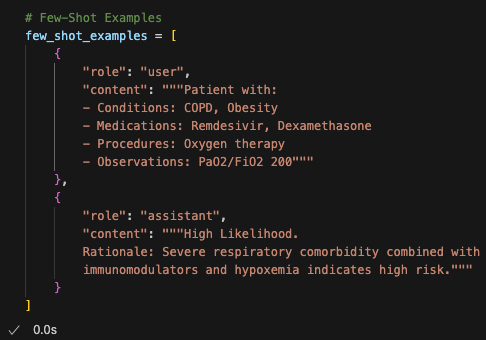 # Few-Shot Examples
few_shot_examples = [
    {
        "role": "user",
        "content": """Patient with:
        - Conditions: COPD, Obesity
        - Medications: Remdesivir, Dexamethasone
        - Procedures: Oxygen therapy
        - Observations: PaO2/FiO2 200"""
    },
    {
        "role": "assistant",
        "content": """High Likelihood.
        Rationale: Severe respiratory comorbidity combined with
        immunomodulators and hypoxemia indicates high risk."""
    }
]
✓ 0.0s